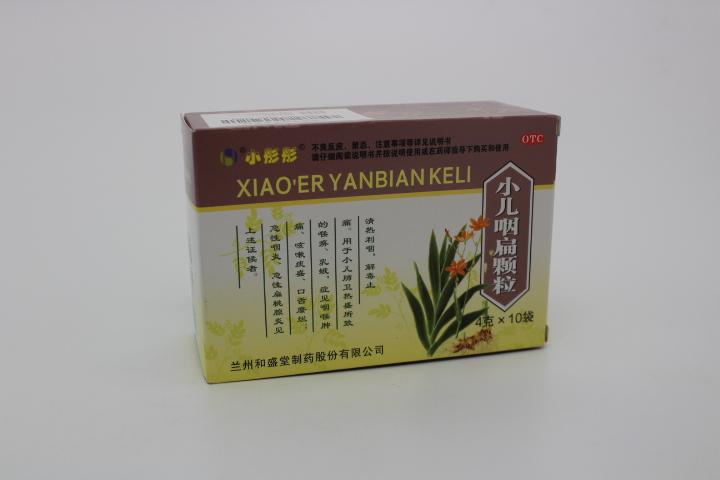 小彤彤
不良反应、禁忌、注意事项等详见说明书
请仔细阅读说明书并按说明使用或在药师指导下购买和使用
OTC
XIAO'ER YANBIAN KELI
小儿咽扁颗粒
清热利咽，解毒止
痛。用于小儿肺卫热盛所致
的喉痹、乳蛾，症见咽喉肿
痛、咳嗽痰盛、口舌糜烂；
急性咽炎、急性扁桃腺炎见
上述证候者。
4克×10袋
兰州和盛堂制药股份有限公司